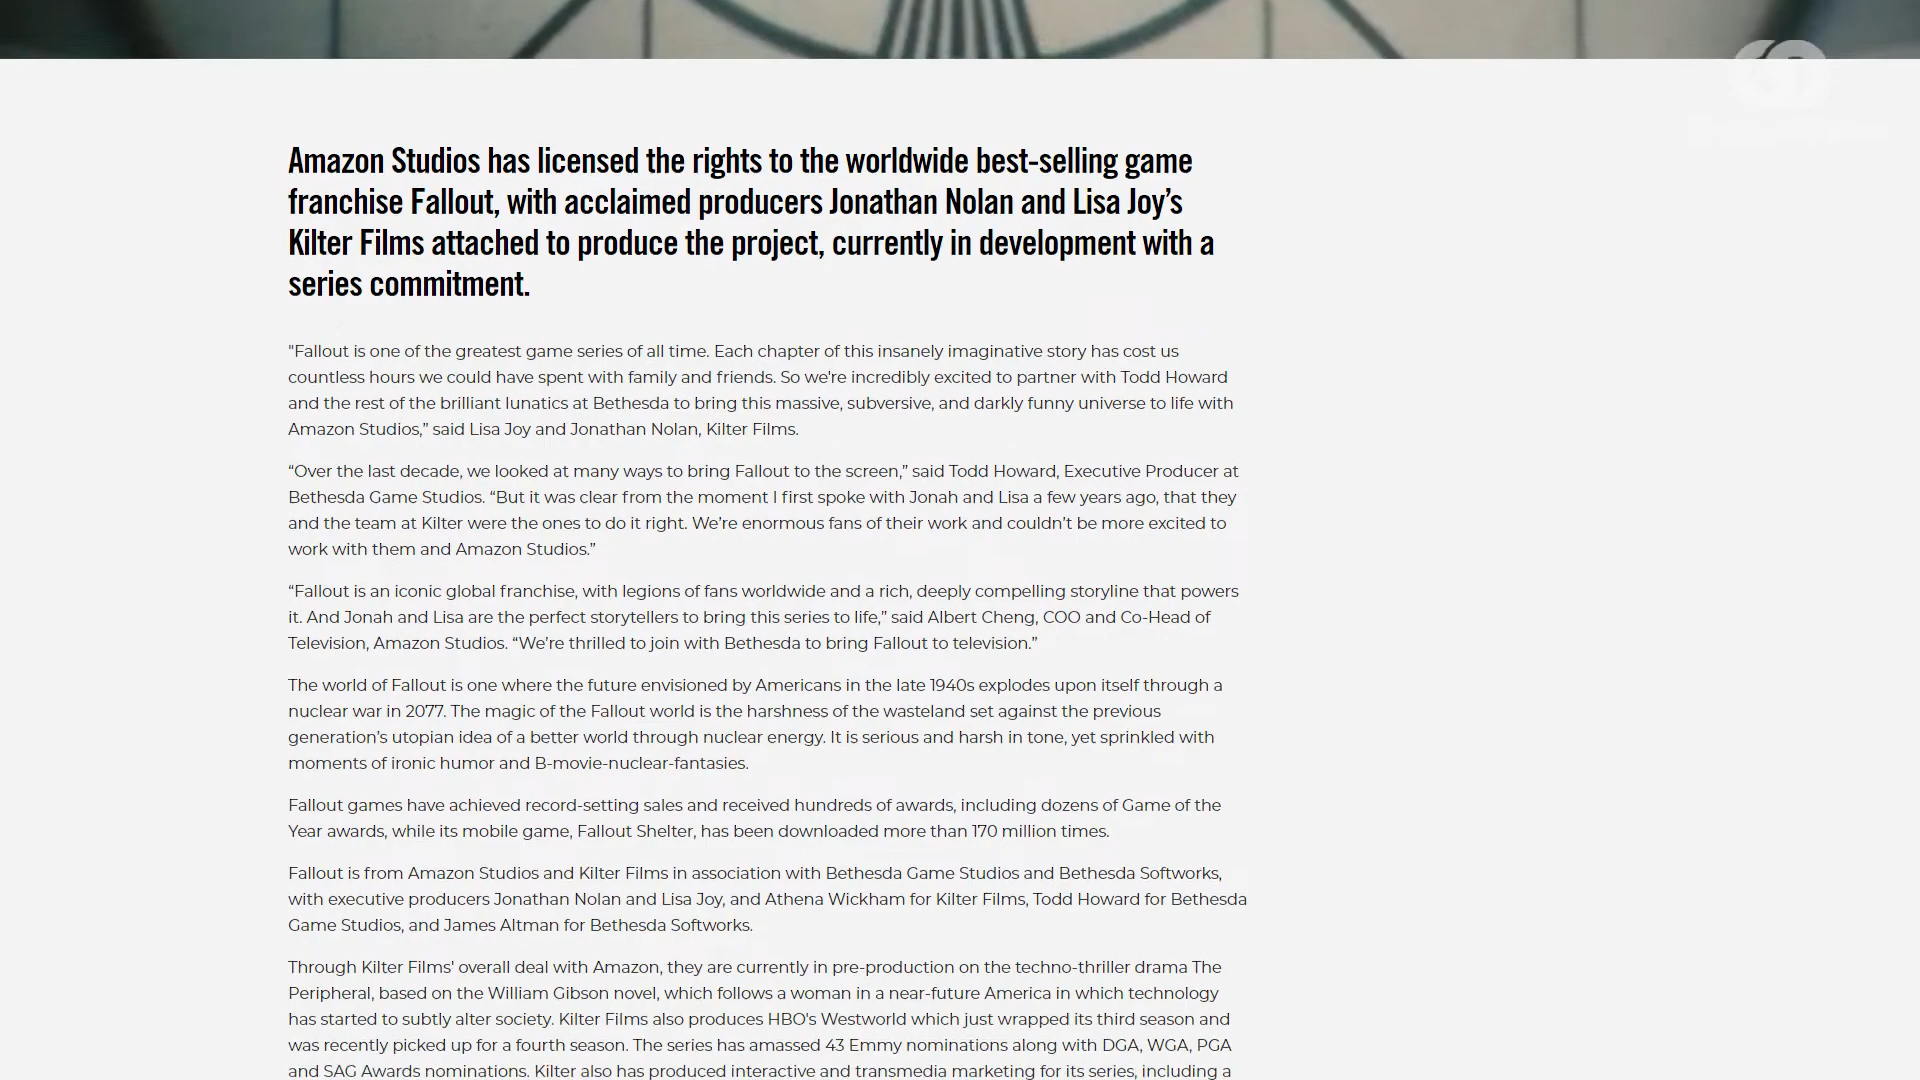 Amazon Studios has licensed the rights to the worldwide best-selling game
franchise Fallout, with acclaimed producers Jonathan Nolan and Lisa Joy’s
Kilter Films attached to produce the project, currently in development with a
series commitment.
"Fallout is one of the greatest game series of all time. Each chapter of this insanely imaginative story has cost us
countless hours we could have spent with family and friends. So we're incredibly excited to partner with Todd Howard
and the rest of the brilliant lunatics at Bethesda to bring this massive, subversive, and darkly funny universe to life with
Amazon Studios,” said Lisa Joy and Jonathan Nolan, Kilter Films.
“Over the last decade, we looked at many ways to bring Fallout to the screen,” said Todd Howard, Executive Producer at
Bethesda Game Studios. “But it was clear from the moment I first spoke with Jonah and Lisa a few years ago, that they
and the team at Kilter were the ones to do it right. We’re enormous fans of their work and couldn’t be more excited to
work with them and Amazon Studios.”
“Fallout is an iconic global franchise, with legions of fans worldwide and a rich, deeply compelling storyline that powers
it. And Jonah and Lisa are the perfect storytellers to bring this series to life,” said Albert Cheng, COO and Co-Head of
Television, Amazon Studios. “We’re thrilled to join with Bethesda to bring Fallout to television.”
The world of Fallout is one where the future envisioned by Americans in the late 1940s explodes upon itself through a
nuclear war in 2077. The magic of the Fallout world is the harshness of the wasteland set against the previous
generation’s utopian idea of a better world through nuclear energy. It is serious and harsh in tone, yet sprinkled with
moments of ironic humor and B-movie-nuclear-fantasies.
Fallout games have achieved record-setting sales and received hundreds of awards, including dozens of Game of the
Year awards, while its mobile game, Fallout Shelter, has been downloaded more than 170 million times.
Fallout is from Amazon Studios and Kilter Films in association with Bethesda Game Studios and Bethesda Softworks,
with executive producers Jonathan Nolan and Lisa Joy, and Athena Wickham for Kilter Films, Todd Howard for Bethesda
Game Studios, and James Altman for Bethesda Softworks.
Through Kilter Films' overall deal with Amazon, they are currently in pre-production on the techno-thriller drama The
Peripheral, based on the William Gibson novel, which follows a woman in a near-future America in which technology
has started to subtly alter society. Kilter Films also produces HBO's Westworld which just wrapped its third season and
was recently picked up for a fourth season. The series has amassed 43 Emmy nominations along with DGA, WGA, PGA
and SAG Awards nominations. Kilter also has produced interactive and transmedia marketing for its series, including a